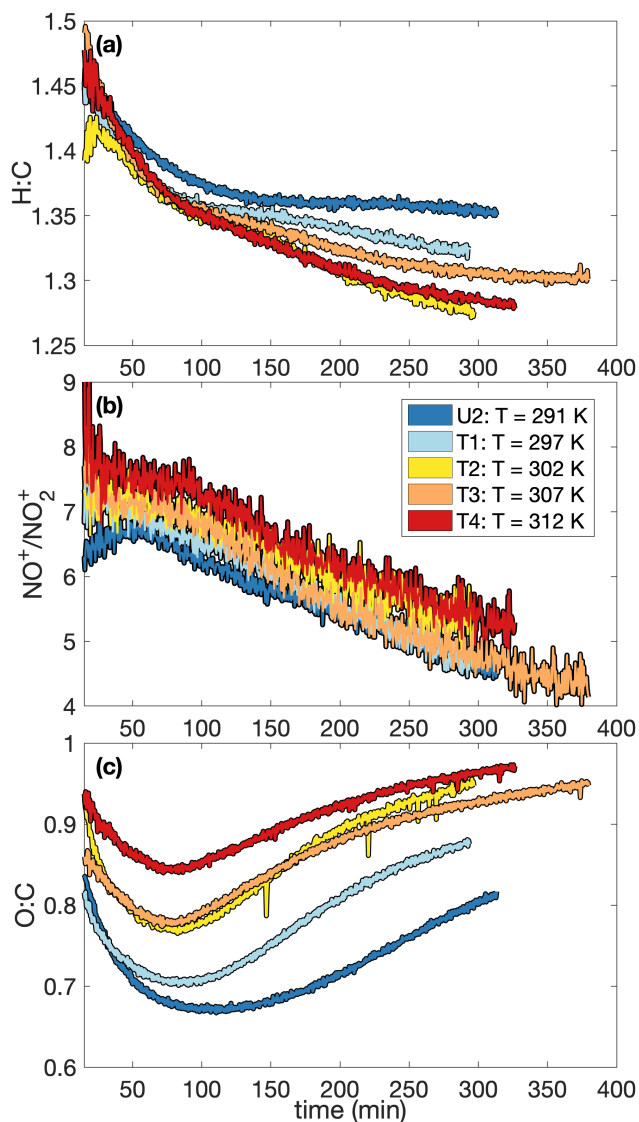 (a)
H:C
1.5
1.45
1.4
1.35
1.3
1.25
50 100 150 200 250 300 350 400
(b)
NO⁺/NO₂⁺
9
8
7
6
5
4
U2: T = 291 K
T1: T = 297 K
T2: T = 302 K
T3: T = 307 K
T4: T = 312 K
50 100 150 200 250 300 350 400
(c)
O:C
1
0.9
0.8
0.7
0.6
50 100 150 200 250 300 350 400
time (min)